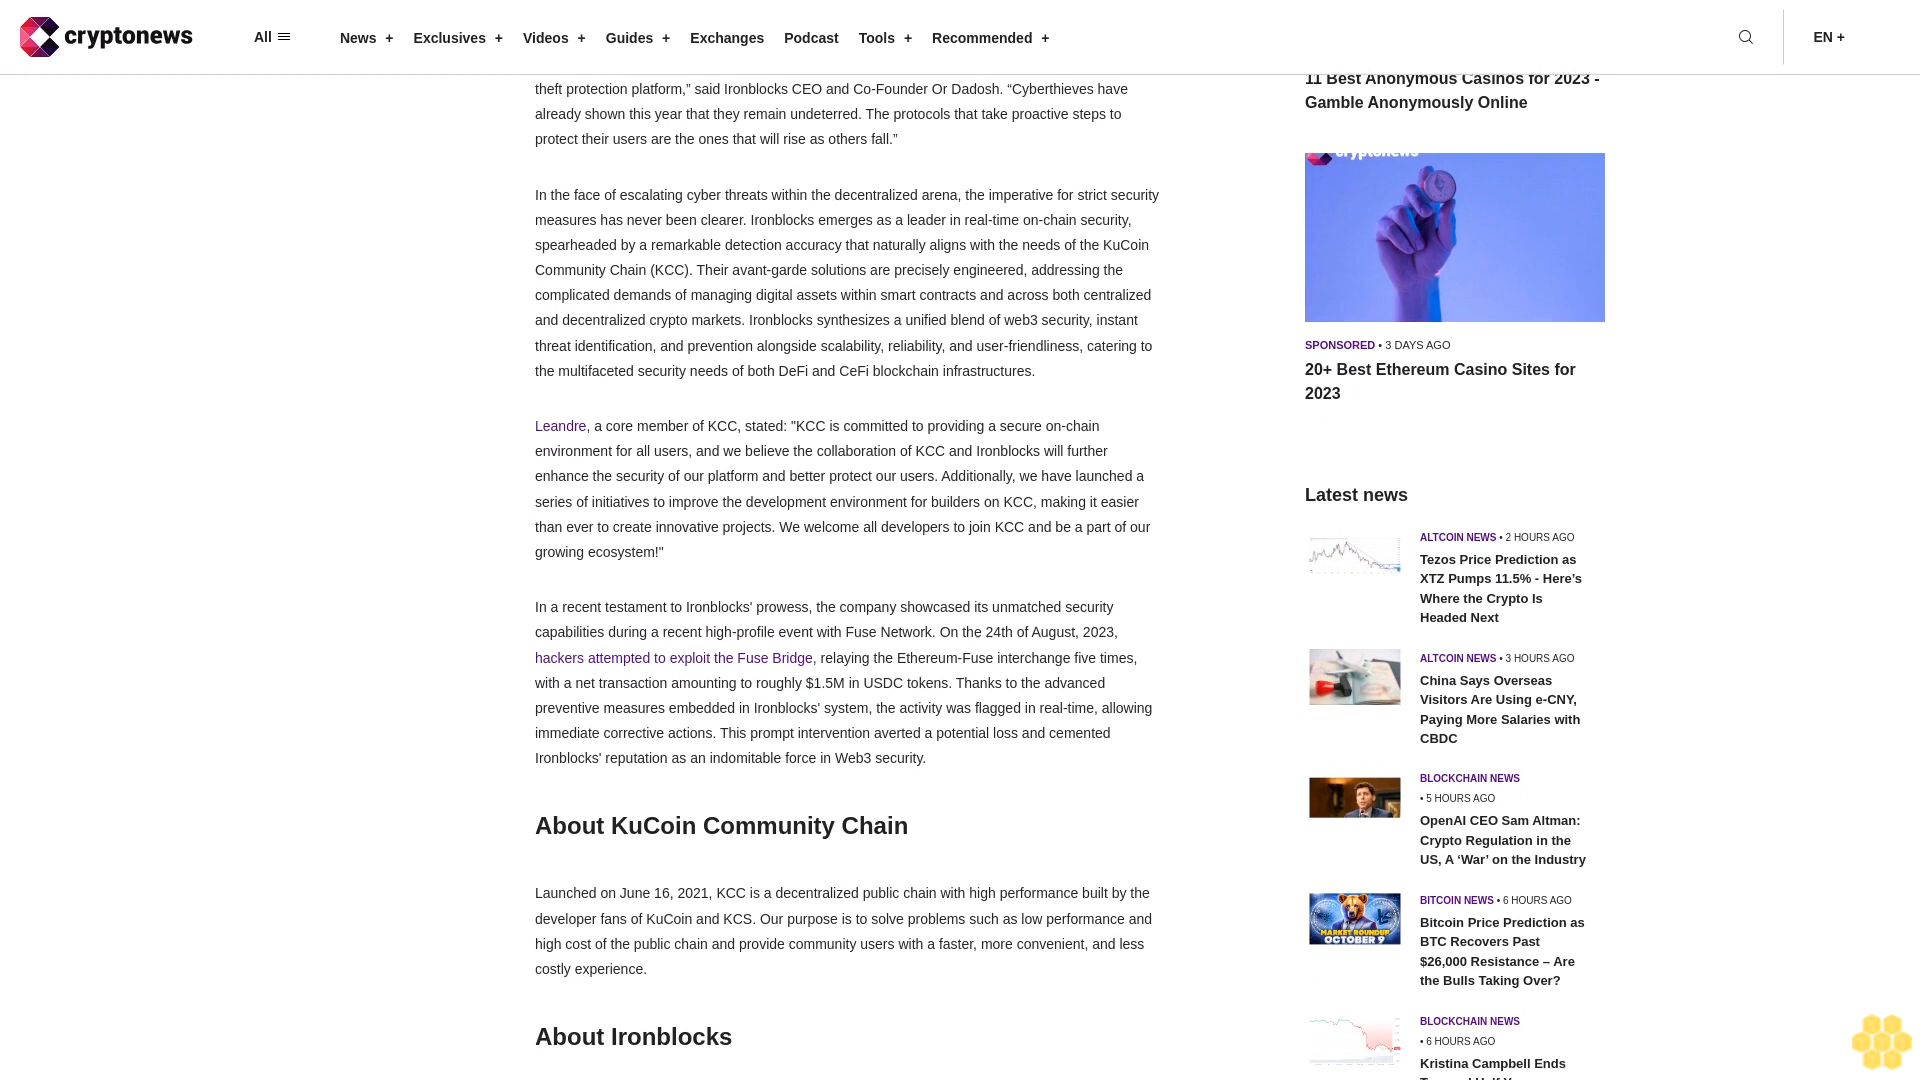 cryptonews
All
News +
Exclusives +
Videos +
Guides +
Exchanges
Podcast
Tools +
Recommended +
EN +
theft protection platform,” said Ironblocks CEO and Co-Founder Or Dadosh. “Cyberthieves have
already shown this year that they remain undeterred. The protocols that take proactive steps to
protect their users are the ones that will rise as others fall.”
In the face of escalating cyber threats within the decentralized arena, the imperative for strict security
measures has never been clearer. Ironblocks emerges as a leader in real-time on-chain security,
spearheaded by a remarkable detection accuracy that naturally aligns with the needs of the KuCoin
Community Chain (KCC). Their avant-garde solutions are precisely engineered, addressing the
complicated demands of managing digital assets within smart contracts and across both centralized
and decentralized crypto markets. Ironblocks synthesizes a unified blend of web3 security, instant
threat identification, and prevention alongside scalability, reliability, and user-friendliness, catering to
the multifaceted security needs of both DeFi and CeFi blockchain infrastructures.
Leandre, a core member of KCC, stated: "KCC is committed to providing a secure on-chain
environment for all users, and we believe the collaboration of KCC and Ironblocks will further
enhance the security of our platform and better protect our users. Additionally, we have launched a
series of initiatives to improve the development environment for builders on KCC, making it easier
than ever to create innovative projects. We welcome all developers to join KCC and be a part of our
growing ecosystem!"
In a recent testament to Ironblocks' prowess, the company showcased its unmatched security
capabilities during a recent high-profile event with Fuse Network. On the 24th of August, 2023,
hackers attempted to exploit the Fuse Bridge, relaying the Ethereum-Fuse interchange five times,
with a net transaction amounting to roughly $1.5M in USDC tokens. Thanks to the advanced
preventive measures embedded in Ironblocks' system, the activity was flagged in real-time, allowing
immediate corrective actions. This prompt intervention averted a potential loss and cemented
Ironblocks' reputation as an indomitable force in Web3 security.
About KuCoin Community Chain
Launched on June 16, 2021, KCC is a decentralized public chain with high performance built by the
developer fans of KuCoin and KCS. Our purpose is to solve problems such as low performance and
high cost of the public chain and provide community users with a faster, more convenient, and less
costly experience.
About Ironblocks
11 Best Anonymous Casinos for 2023 -
Gamble Anonymously Online
cryptonews
SPONSORED • 3 DAYS AGO
20+ Best Ethereum Casino Sites for
2023
Latest news
ALTCOIN NEWS • 2 HOURS AGO
Tezos Price Prediction as
XTZ Pumps 11.5% - Here’s
Where the Crypto Is
Headed Next
ALTCOIN NEWS • 3 HOURS AGO
China Says Overseas
Visitors Are Using e-CNY,
Paying More Salaries with
CBDC
BLOCKCHAIN NEWS
• 5 HOURS AGO
OpenAI CEO Sam Altman:
Crypto Regulation in the
US, A ‘War’ on the Industry
MARKET ROUNDUP
OCTOBER 9
BITCOIN NEWS • 6 HOURS AGO
Bitcoin Price Prediction as
BTC Recovers Past
$26,000 Resistance – Are
the Bulls Taking Over?
BLOCKCHAIN NEWS
• 6 HOURS AGO
Kristina Campbell Ends